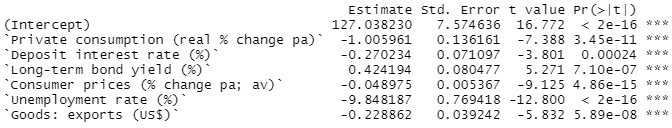 Estimate Std. Error t value Pr(>|t|)
(Intercept) 127.038230 7.574636 16.772 < 2e-16 ***
`Private consumption (real % change pa)` -1.005961 0.136161 -7.388 3.45e-11 ***
`Deposit interest rate (%)` -0.270234 0.071097 -3.801 0.00024 ***
`Long-term bond yield (%)` 0.424194 0.080477 5.271 7.10e-07 ***
`Consumer prices (% change pa; av)` -0.048975 0.005367 -9.125 4.86e-15 ***
`Unemployment rate (%)` -9.848187 0.769418 -12.800 < 2e-16 ***
`Goods: exports (US$)` -0.228862 0.039242 -5.832 5.89e-08 ***